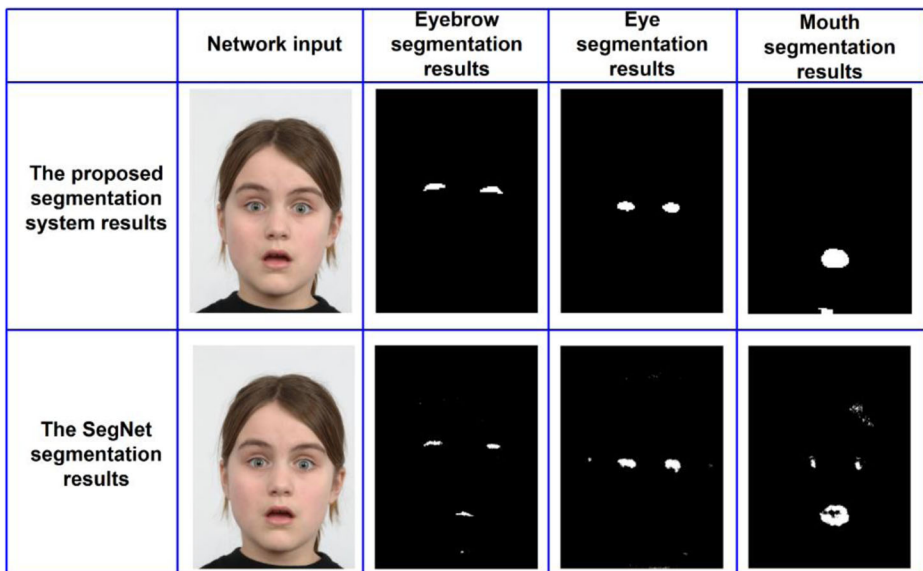 Network input
Eyebrow
segmentation
results
Eye
segmentation
results
Mouth
segmentation
results
The proposed
segmentation
system results
The SegNet
segmentation
results